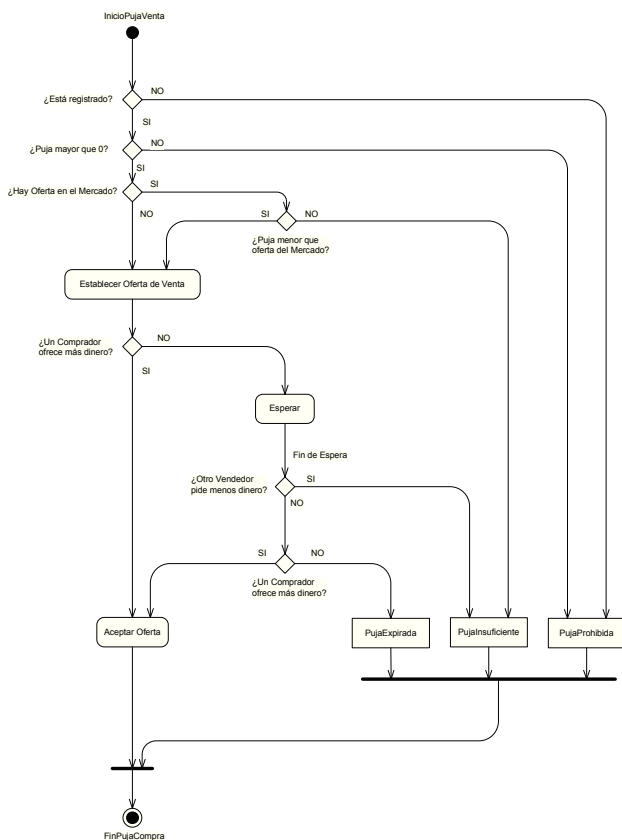 InicioPujaVenta
¿Está registrado?
NO
SI
¿Puja mayor que 0?
NO
SI
¿Hay Oferta en el Mercado?
SI
NO
SI
NO
¿Puja menor que
oferta del Mercado?
Establecer Oferta de Venta
¿Un Comprador
ofrece más dinero?
NO
SI
Esperar
Fin de Espera
¿Otro Vendedor
pide menos dinero?
SI
NO
SI
NO
¿Un Comprador
ofrece más dinero?
Aceptar Oferta
PujaExpirada
PujaInsuficiente
PujaProhibida
FinPujaCompra